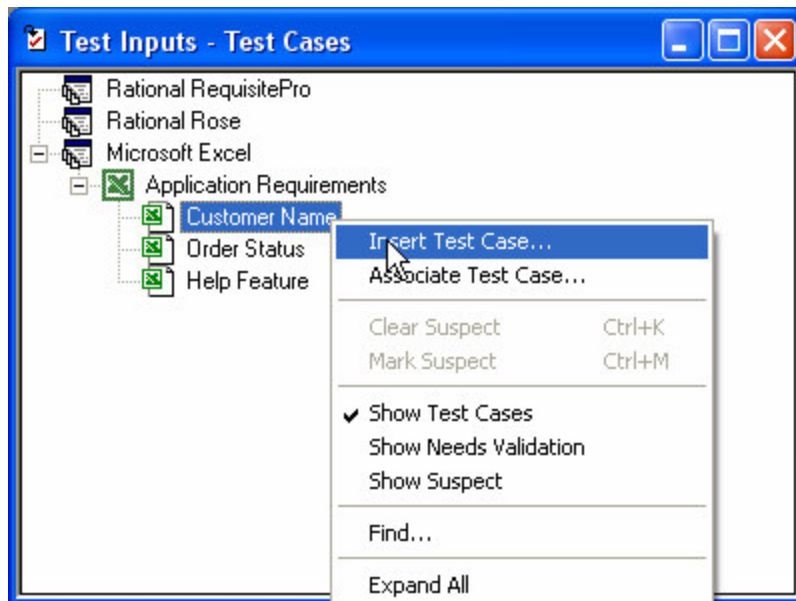 Test Inputs - Test Cases
Rational RequisitePro
Rational Rose
Microsoft Excel
Application Requirements
Customer Name
Order Status
Help Feature
Insert Test Case...
Associate Test Case...
Clear Suspect Ctrl+K
Mark Suspect Ctrl+M
Show Test Cases
Show Needs Validation
Show Suspect
Find...
Expand All